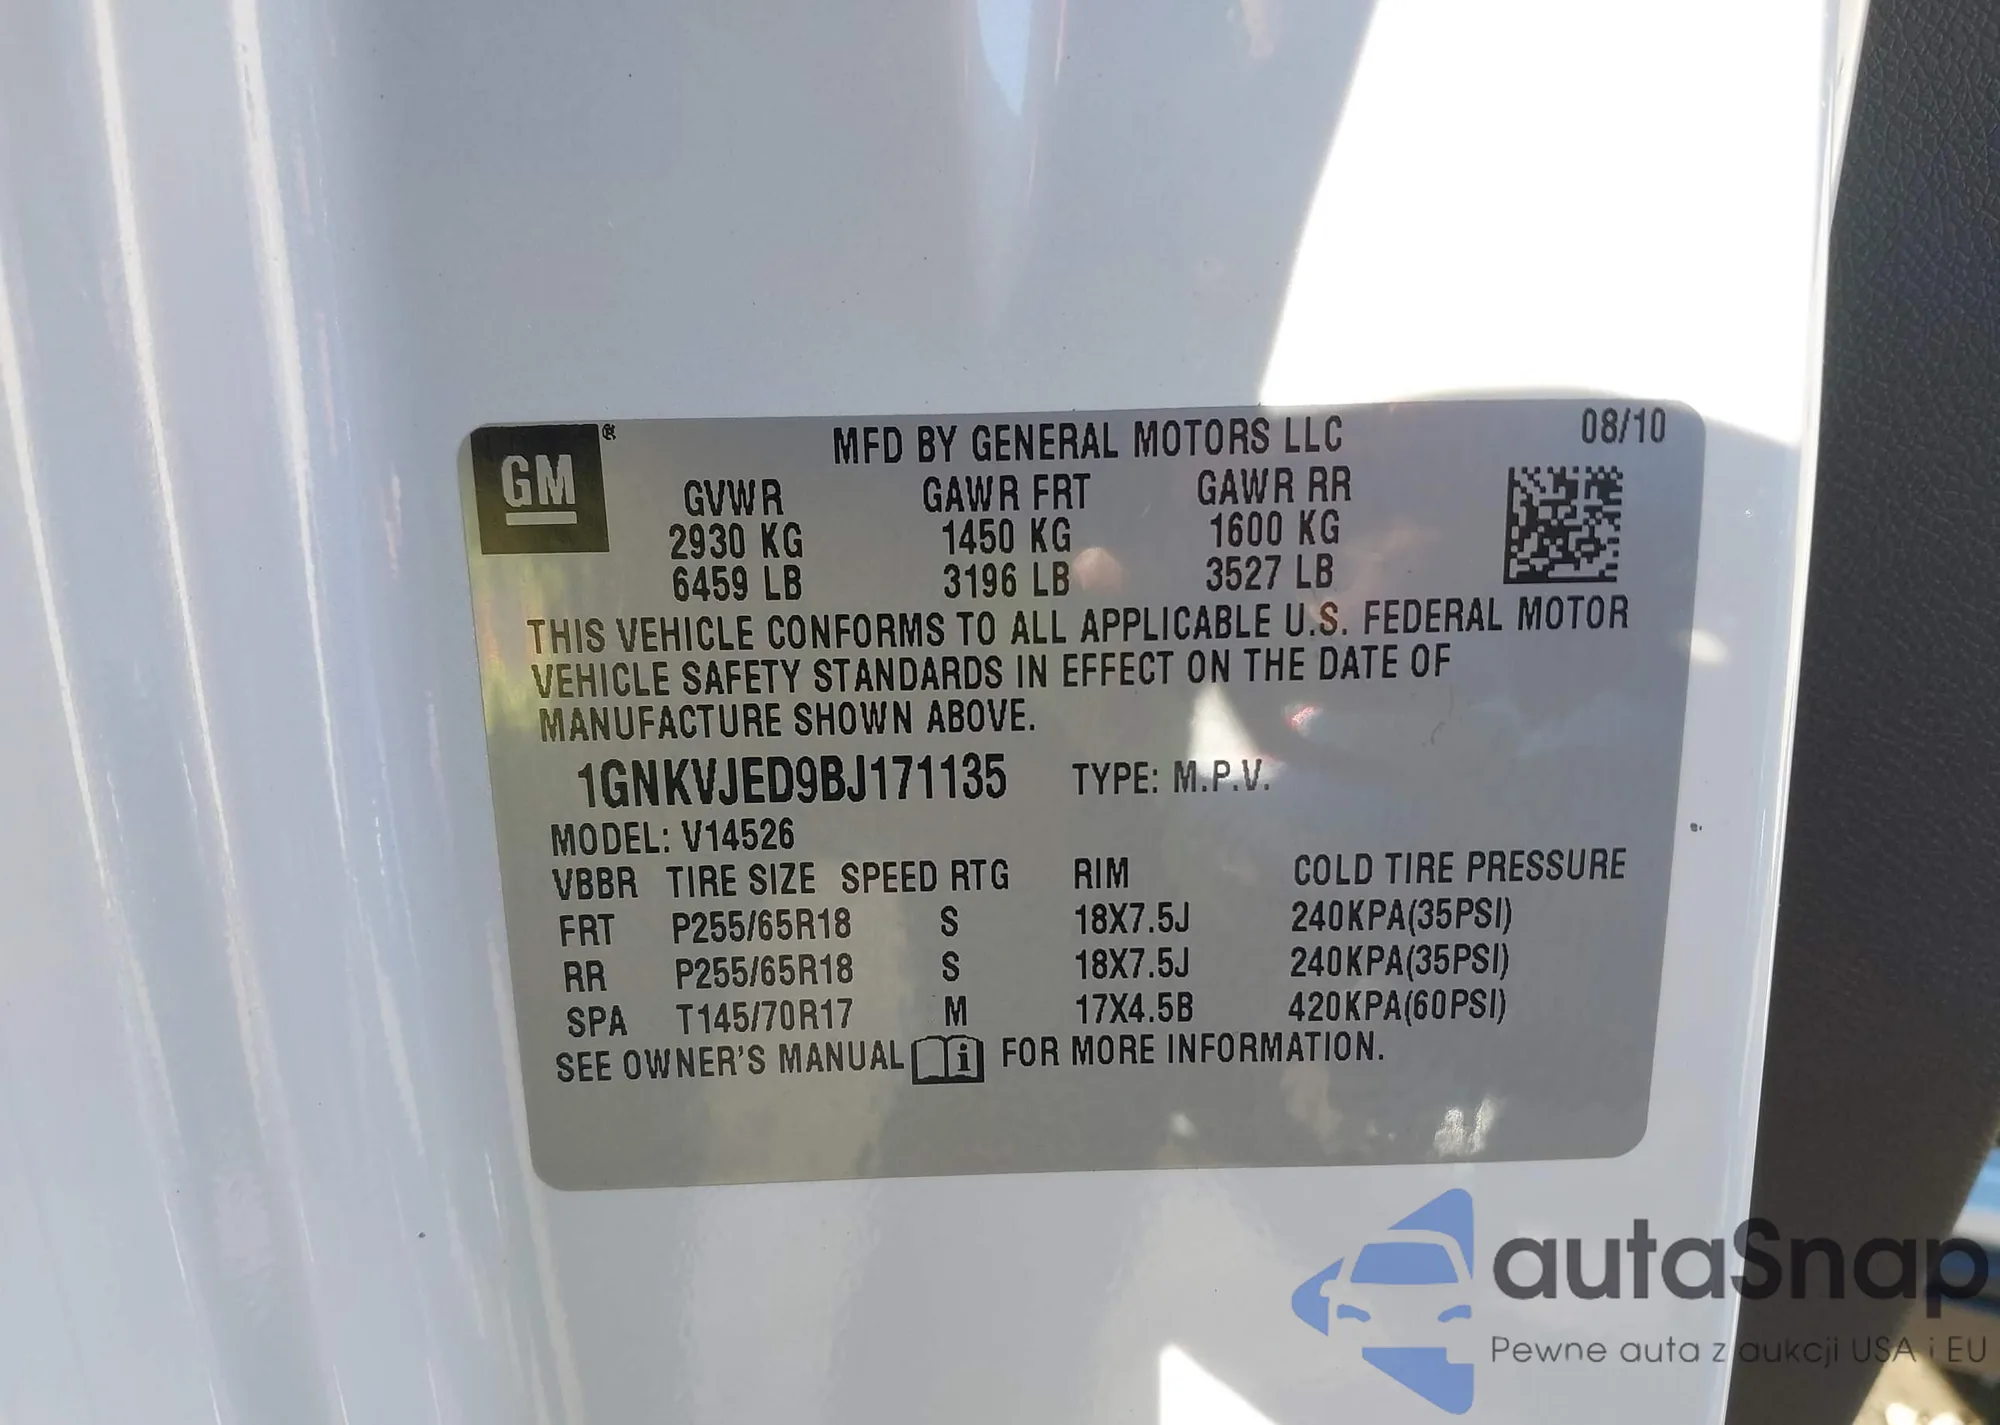 GM ® MFD BY GENERAL MOTORS LLC 08/10
GVWR GAWR FRT GAWR RR
2930 KG 1450 KG 1600 KG
6459 LB 3196 LB 3527 LB
THIS VEHICLE CONFORMS TO ALL APPLICABLE U.S. FEDERAL MOTOR
VEHICLE SAFETY STANDARDS IN EFFECT ON THE DATE OF
MANUFACTURE SHOWN ABOVE.
1GNKVJED9BJ171135 TYPE: M.P.V.
MODEL: V14526
VBBR TIRE SIZE SPEED RTG RIM COLD TIRE PRESSURE
FRT P255/65R18 S 18X7.5J 240KPA(35PSI)
RR P255/65R18 S 18X7.5J 240KPA(35PSI)
SPA T145/70R17 M 17X4.5B 420KPA(60PSI)
SEE OWNER'S MANUAL i FOR MORE INFORMATION.
autaSnap
Pewne auta z aukcji USA i EU